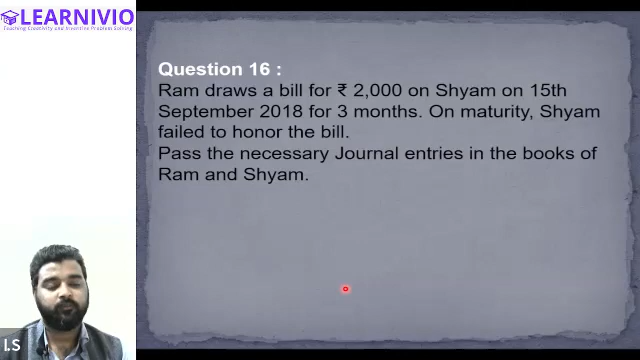 LEARNIVIO
Teaching Creativity and Inventive Problem Solving
Question 16 :
Ram draws a bill for ₹ 2,000 on Shyam on 15th
September 2018 for 3 months. On maturity, Shyam
failed to honor the bill.
Pass the necessary Journal entries in the books of
Ram and Shyam.
I.S